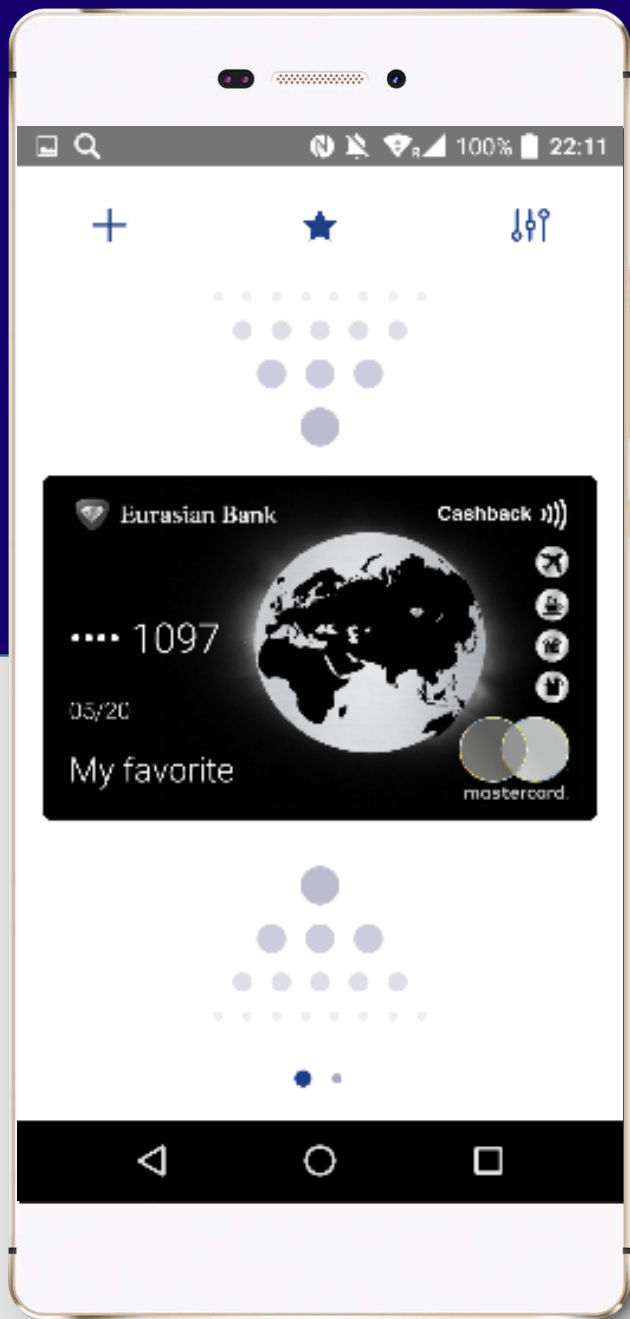 R 100% 22:11
Eurasian Bank Cashback
•••• 1097
05/20
My favorite
mastercard.